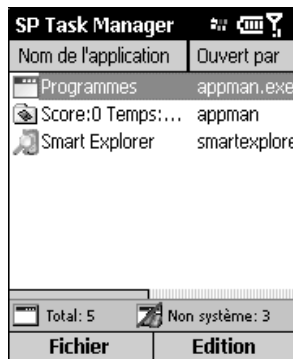 SP Task Manager
Nom de l'application Ouvert par
Programmes appman.exe
Score:0 Temps:... appman
Smart Explorer smartexplore
Total: 5 Non système: 3
Fichier Edition